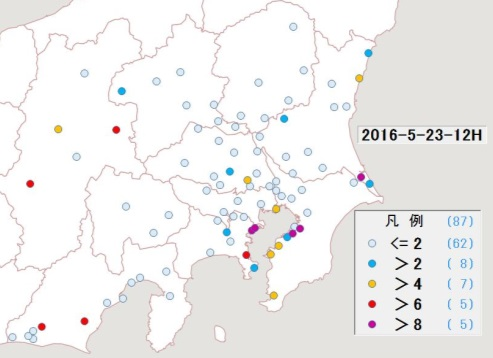 2016-5-23-12H
凡 例 (87)
<= 2 (62)
> 2 ( 8)
> 4 ( 7)
> 6 ( 5)
> 8 ( 5)